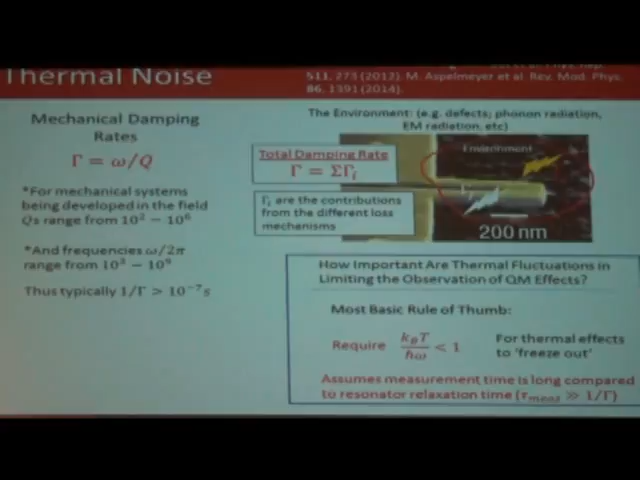 Thermal Noise
511, 273 (2012). M. Aspelmeyer et al. Rev. Mod. Phys.
86, 1391 (2014).
Mechanical Damping
Rates
Γ = ω/Q
*For mechanical systems
being developed in the field
Qs range from 10² − 10⁶
*And frequencies ω/2π
range from 10³ − 10⁹
Thus typically 1/Γ > 10⁻⁷s
The Environment: (e.g. defects; phonon radiation,
EM radiation, etc)
Total Damping Rate
Γ = ΣΓᵢ
Γᵢ are the contributions
from the different loss
mechanisms
Environment
200 nm
How Important Are Thermal Fluctuations in
Limiting the Observation of QM Effects?
Most Basic Rule of Thumb:
Require k_BT/ħω < 1
For thermal effects
to 'freeze out'
Assumes measurement time is long compared
to resonator relaxation time (τₘₑₐₛ ≫ 1/Γ)